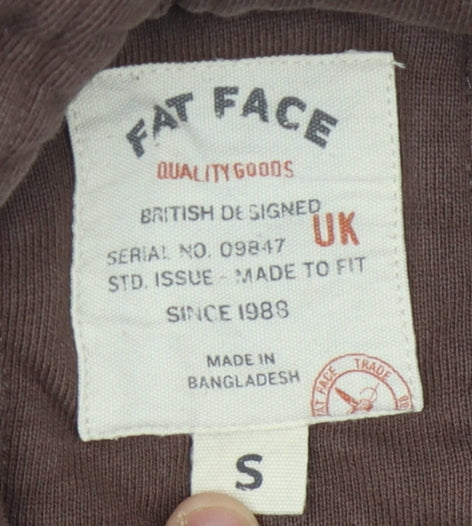 FAT FACE
QUALITY GOODS
BRITISH DESIGNED
UK
SERIAL NO. 09847
STD. ISSUE - MADE TO FIT
SINCE 1988
MADE IN
BANGLADESH
FAT FACE TRADE
S